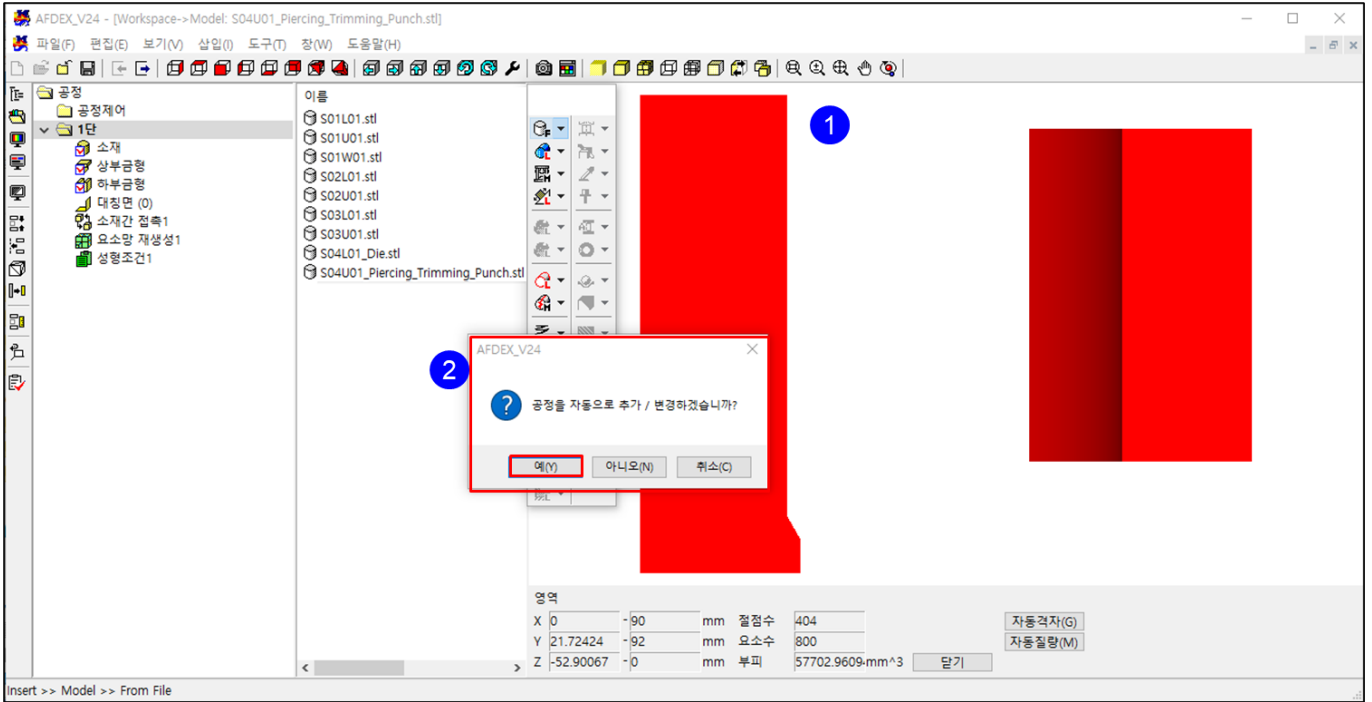 AFDEX_V24 - [Workspace->Model: S04U01_Piercing_Trimming_Punch.stl]
파일(F) 편집(E) 보기(V) 삽입(I) 도구(T) 창(W) 도움말(H)
공정
공정제어
1단
소재
상부금형
하부금형
대칭면 (0)
소재간 접촉1
요소망 재생성1
성형조건1
이름
S01L01.stl
S01U01.stl
S01W01.stl
S02L01.stl
S02U01.stl
S03L01.stl
S03U01.stl
S04L01_Die.stl
S04U01_Piercing_Trimming_Punch.stl
1
2
AFDEX_V24
공정을 자동으로 추가 / 변경하겠습니까?
예(Y) 아니오(N) 취소(C)
영역
X 0 - 90 mm 절점수 404 자동격자(G)
Y 21.72424 - 92 mm 요소수 800 자동질량(M)
Z -52.90067 - 0 mm 부피 57702.9609 mm^3 닫기
Insert >> Model >> From File